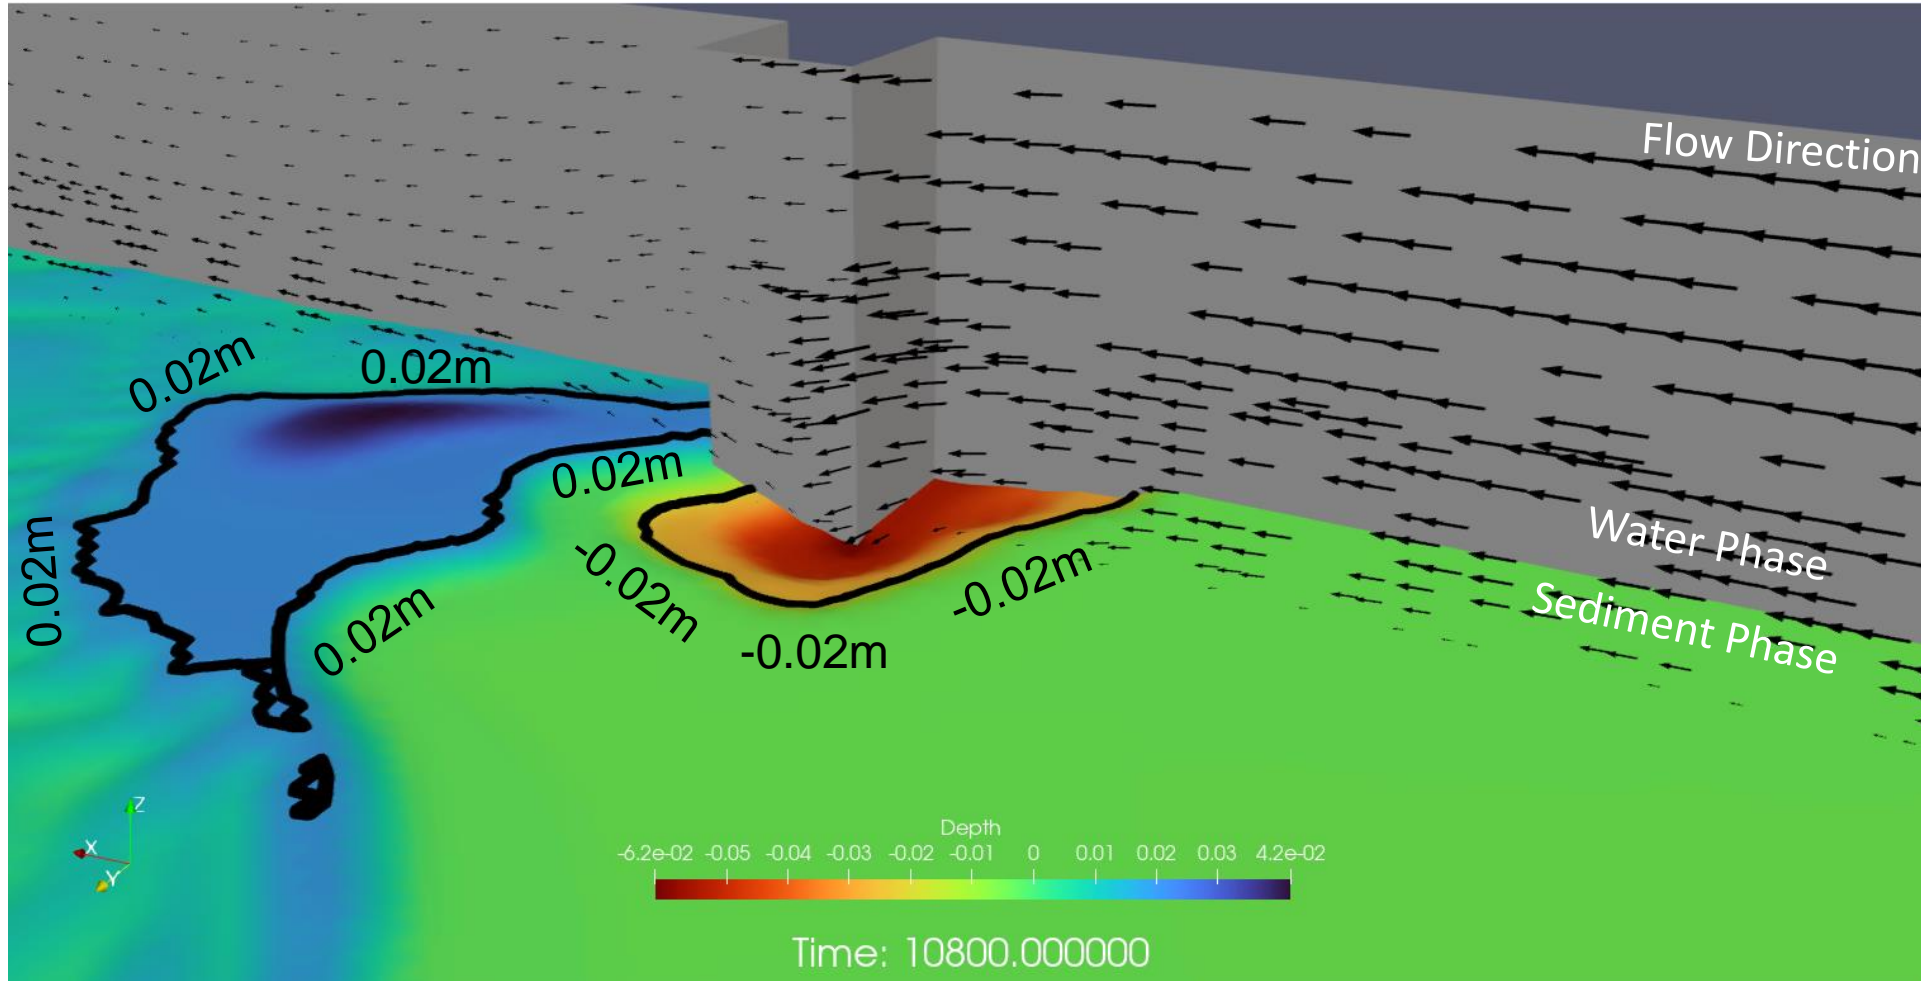 Flow Direction
0.02m
0.02m
0.02m
0.02m
0.02m
-0.02m
-0.02m
-0.02m
Water Phase
Sediment Phase
Z
X
Y
Depth
-6.2e-02 -0.05 -0.04 -0.03 -0.02 -0.01 0 0.01 0.02 0.03 4.2e-02
Time: 10800.000000